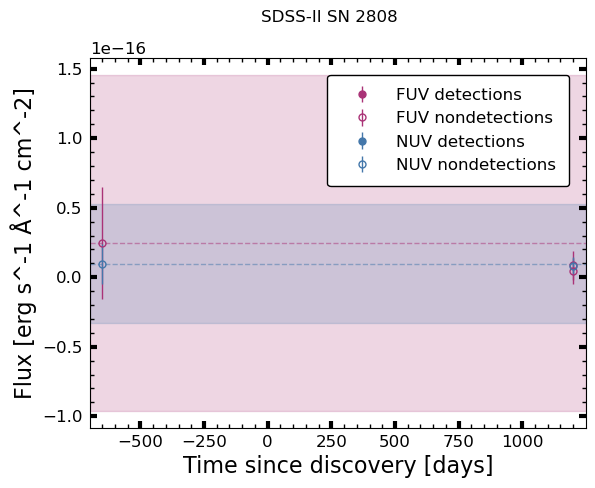 SDSS-II SN 2808
1e−16
1.5
1.0
0.5
0.0
−0.5
−1.0
Flux [erg s^-1 Å^-1 cm^-2]
FUV detections
FUV nondetections
NUV detections
NUV nondetections
−500 −250 0 250 500 750 1000
Time since discovery [days]